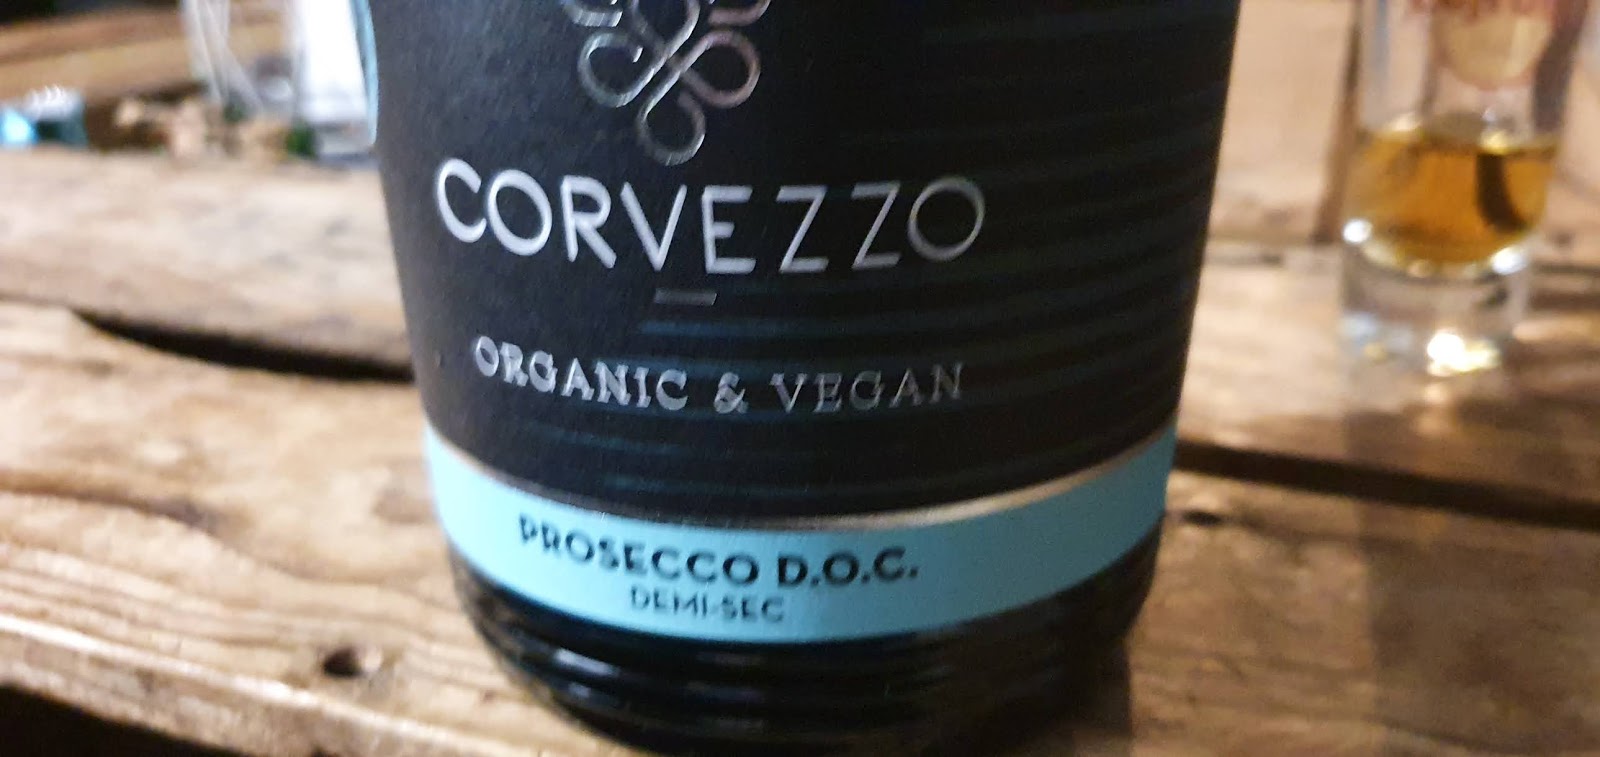 CORVEZZO
ORGANIC & VEGAN
PROSECCO D.O.C.
DEMI-SEC